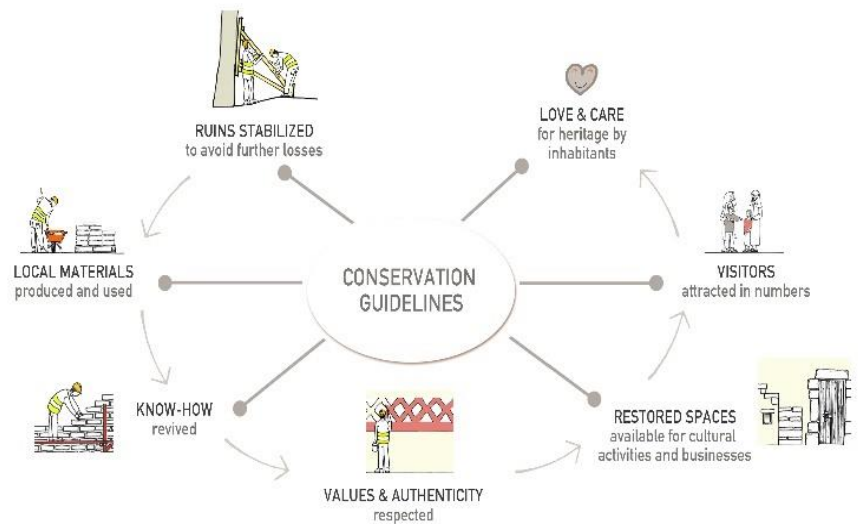 RUINS STABILIZED
to avoid further losses
LOVE & CARE
for heritage by
inhabitants
LOCAL MATERIALS
produced and used
CONSERVATION
GUIDELINES
VISITORS
attracted in numbers
KNOW-HOW
revived
RESTORED SPACES
available for cultural
activities and businesses
VALUES & AUTHENTICITY
respected